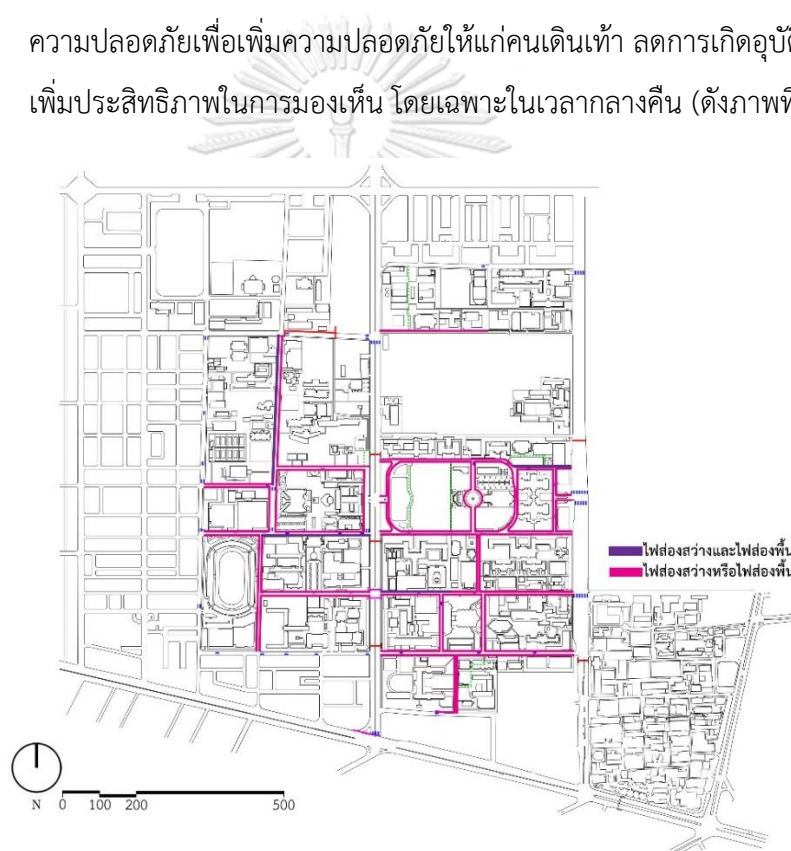 ความปลอดภัยเพื่อเพิ่มความปลอดภัยให้แก่คนเดินเท้า ลดการเกิดอุบัติ
เพิ่มประสิทธิภาพในการมองเห็น โดยเฉพาะในเวลากลางคืน (ดังภาพที่
ไฟส่องสว่างและไฟส่องพื้น
ไฟส่องสว่างหรือไฟส่องพื้น
N 0 100 200 500